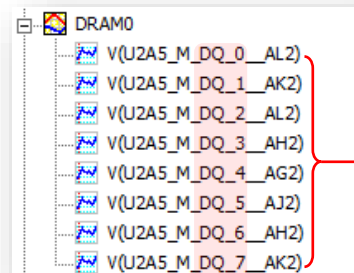 DRAM0
V(U2A5_M_DQ_0__AL2)
V(U2A5_M_DQ_1__AK2)
V(U2A5_M_DQ_2__AL2)
V(U2A5_M_DQ_3__AH2)
V(U2A5_M_DQ_4__AG2)
V(U2A5_M_DQ_5__AJ2)
V(U2A5_M_DQ_6__AH2)
V(U2A5_M_DQ_7__AK2)